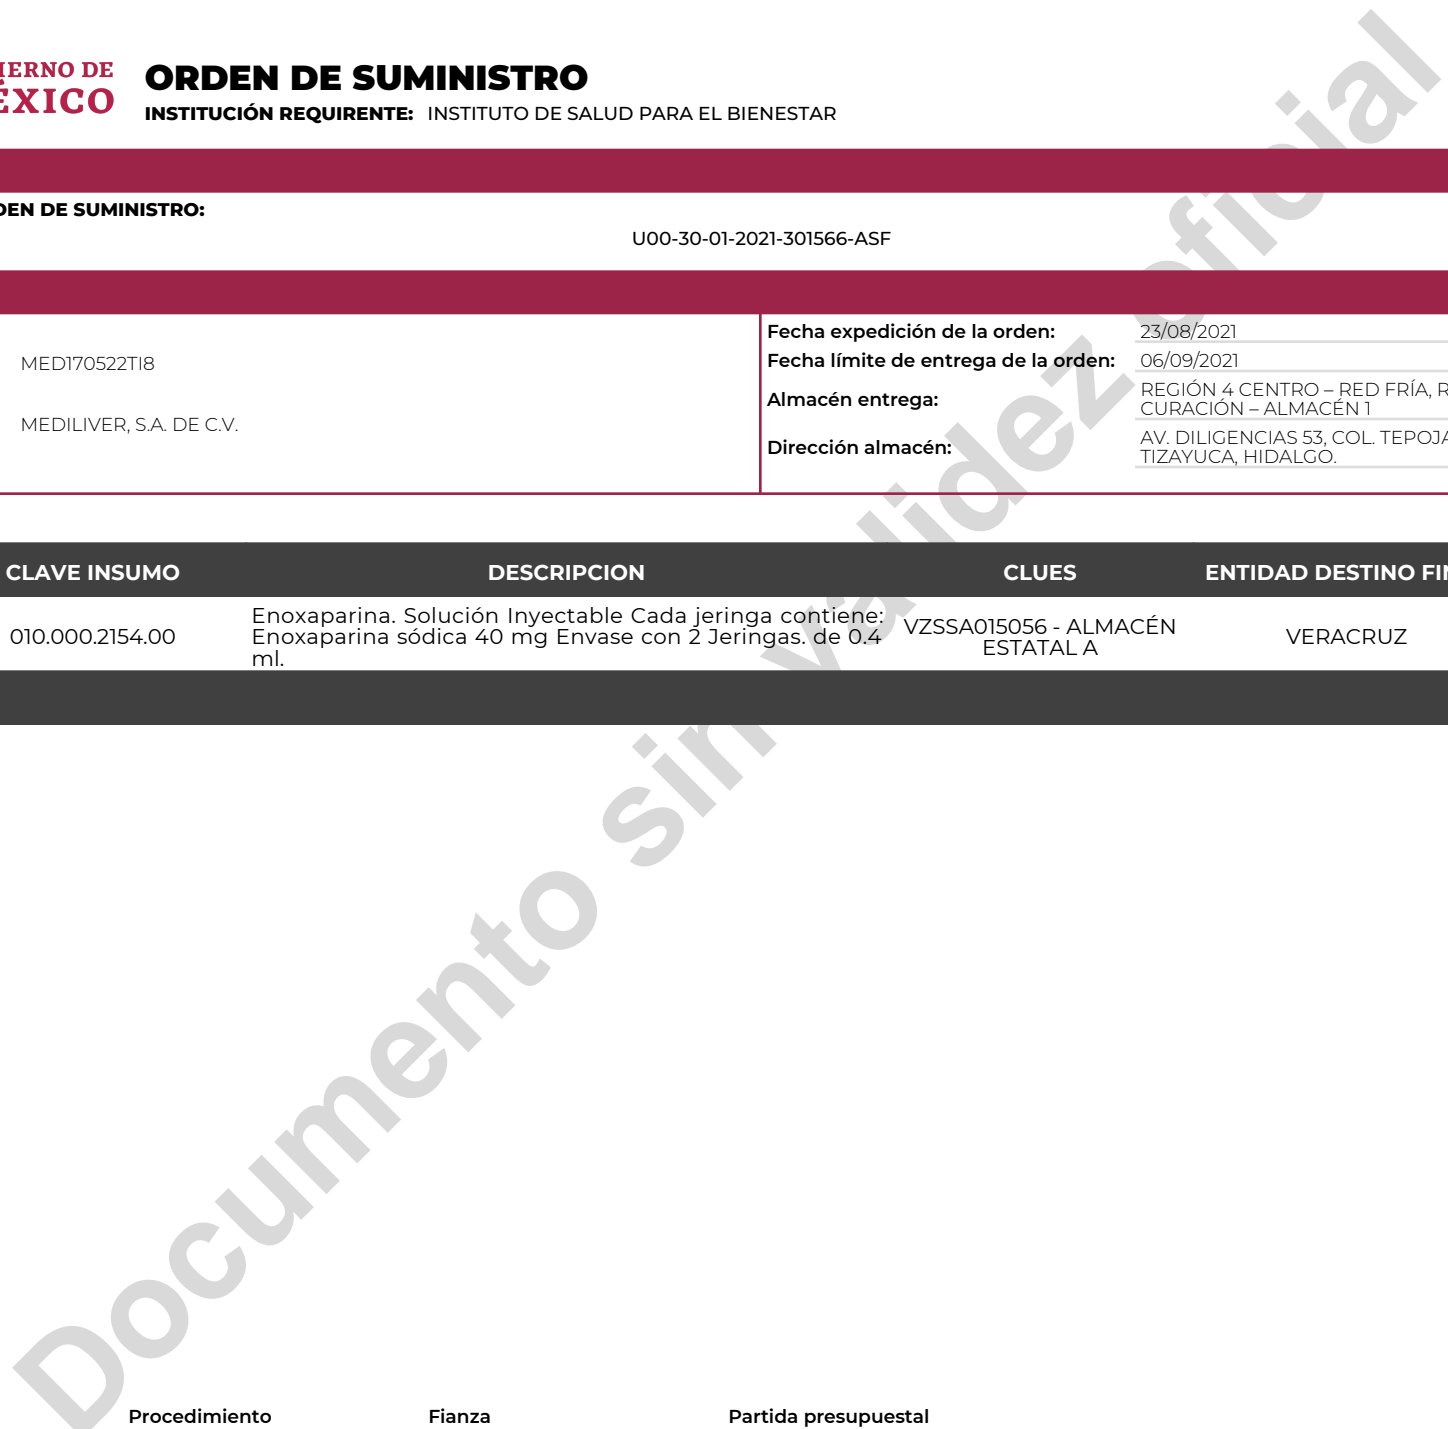 IERNO DE
ÉXICO
ORDEN DE SUMINISTRO
INSTITUCIÓN REQUIRENTE: INSTITUTO DE SALUD PARA EL BIENESTAR
DEN DE SUMINISTRO:
U00-30-01-2021-301566-ASF
MED170522TI8
MEDILIVER, S.A. DE C.V.
Fecha expedición de la orden: 23/08/2021
Fecha límite de entrega de la orden: 06/09/2021
Almacén entrega: REGIÓN 4 CENTRO – RED FRÍA, R
CURACIÓN – ALMACÉN 1
Dirección almacén: AV. DILIGENCIAS 53, COL. TEPOJA
TIZAYUCA, HIDALGO.
CLAVE INSUMO DESCRIPCION CLUES ENTIDAD DESTINO FIN
010.000.2154.00
Enoxaparina. Solución Inyectable Cada jeringa contiene:
Enoxaparina sódica 40 mg Envase con 2 Jeringas. de 0.4
ml.
VZSSA015056 - ALMACÉN
ESTATAL A
VERACRUZ
Documento sin validez oficial
Procedimiento Fianza Partida presupuestal